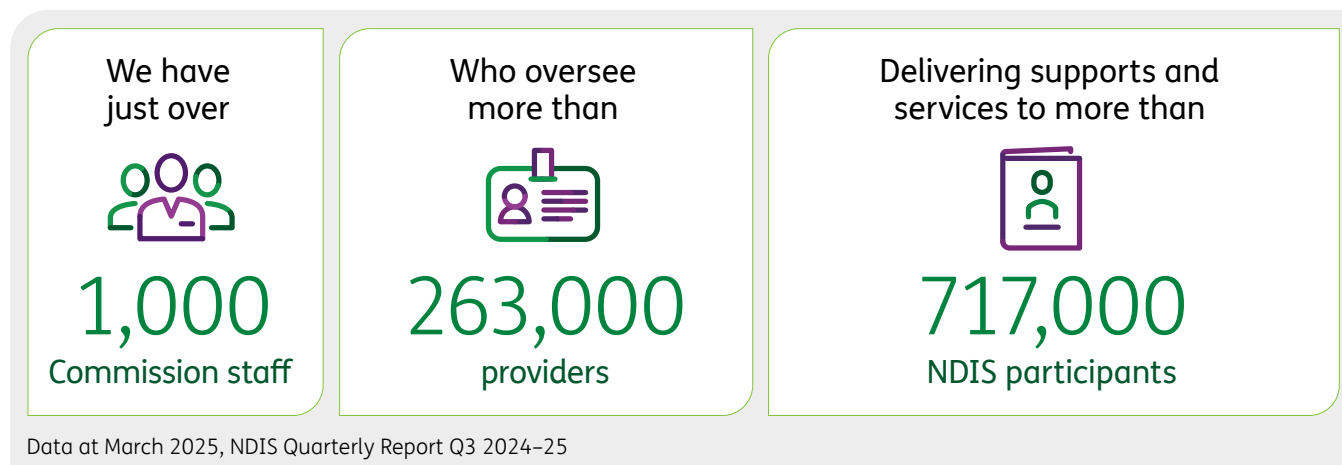 We have
just over
1,000
Commission staff
Who oversee
more than
263,000
providers
Delivering supports and
services to more than
717,000
NDIS participants
Data at March 2025, NDIS Quarterly Report Q3 2024–25